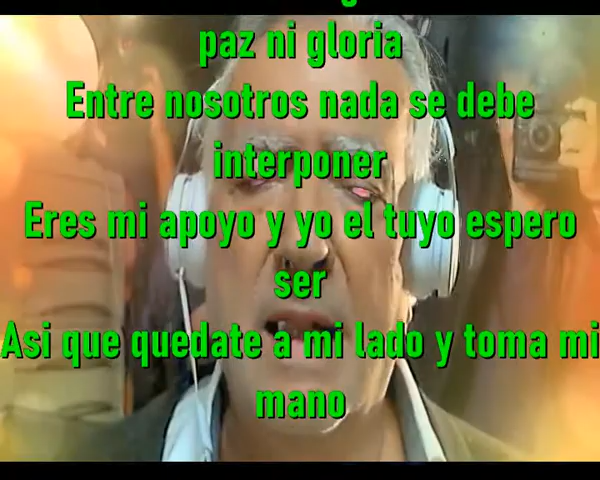 paz ni gloria
Entre nosotros nada se debe
interponer
Eres mi apoyo y yo el tuyo espero
ser
Asi que quedate a mi lado y toma mi
mano